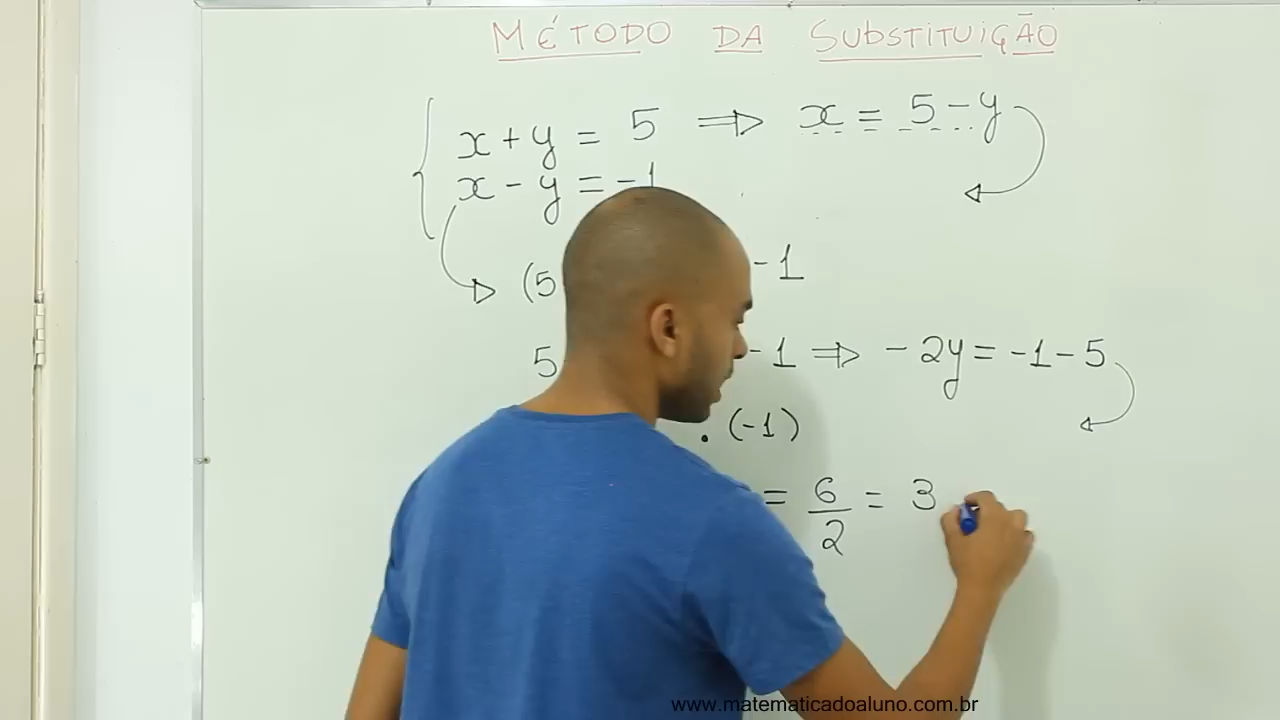 MÉTODO DA SUBSTITUIÇÃO
x + y = 5 ⇒ x = 5 - y
x - y = -1
(5 - 1
5 - 1 ⇒ - 2y = -1 - 5
. (-1)
= 6/2 = 3
www.matematicadoaluno.com.br